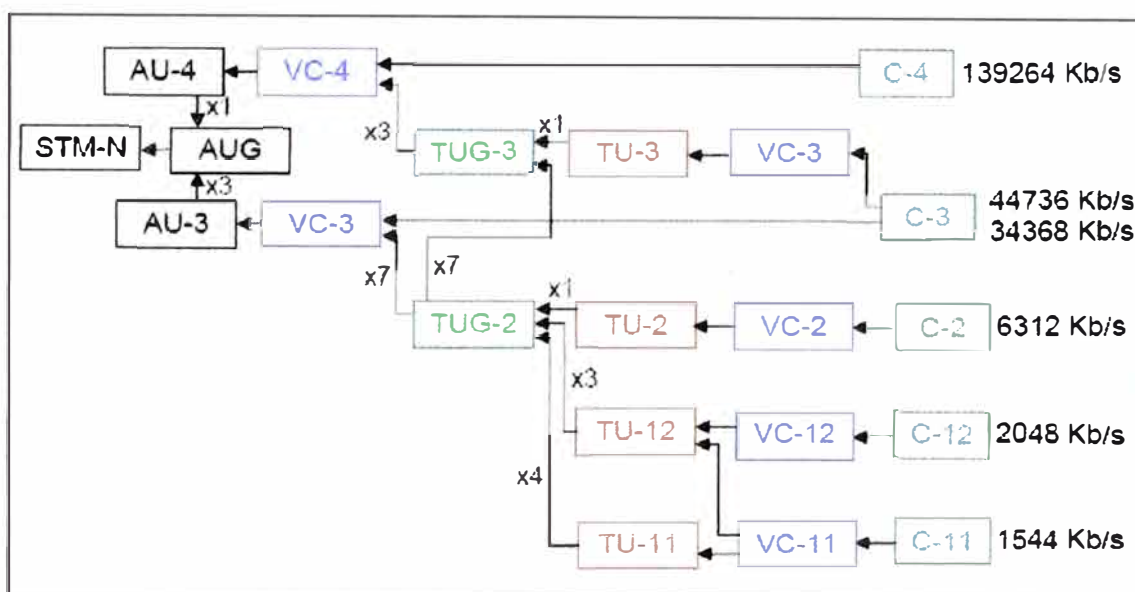 AU-4
VC-4
C-4
139264 Kb/s
x1
x3
x1
STM-N
AUG
TUG-3
TU-3
VC-3
x3
AU-3
VC-3
C-3
44736 Kb/s
34368 Kb/s
x7
x7
x1
TUG-2
TU-2
VC-2
C-2
6312 Kb/s
x3
TU-12
VC-12
C-12
2048 Kb/s
x4
TU-11
VC-11
C-11
1544 Kb/s